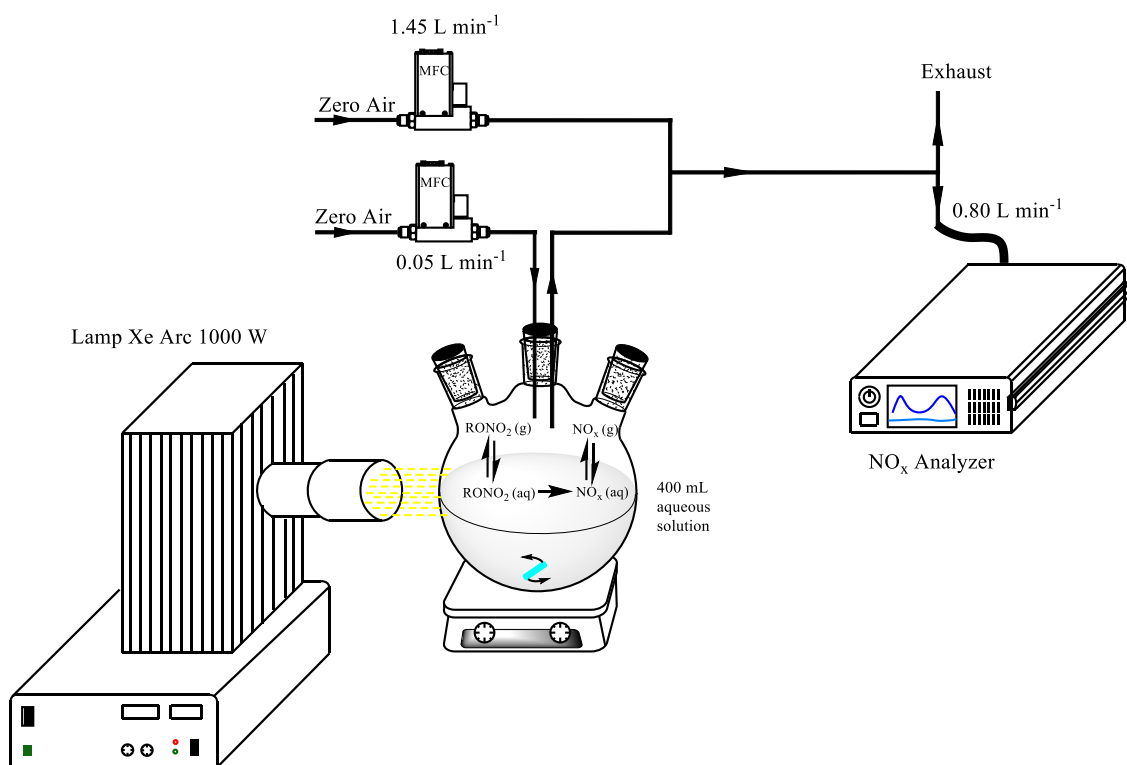 1.45 L min⁻¹
MFC
Zero Air
Exhaust
MFC
Zero Air
0.80 L min⁻¹
0.05 L min⁻¹
Lamp Xe Arc 1000 W
RONO₂ (g)
NOₓ (g)
NOₓ Analyzer
RONO₂ (aq)
NOₓ (aq)
400 mL
aqueous
solution